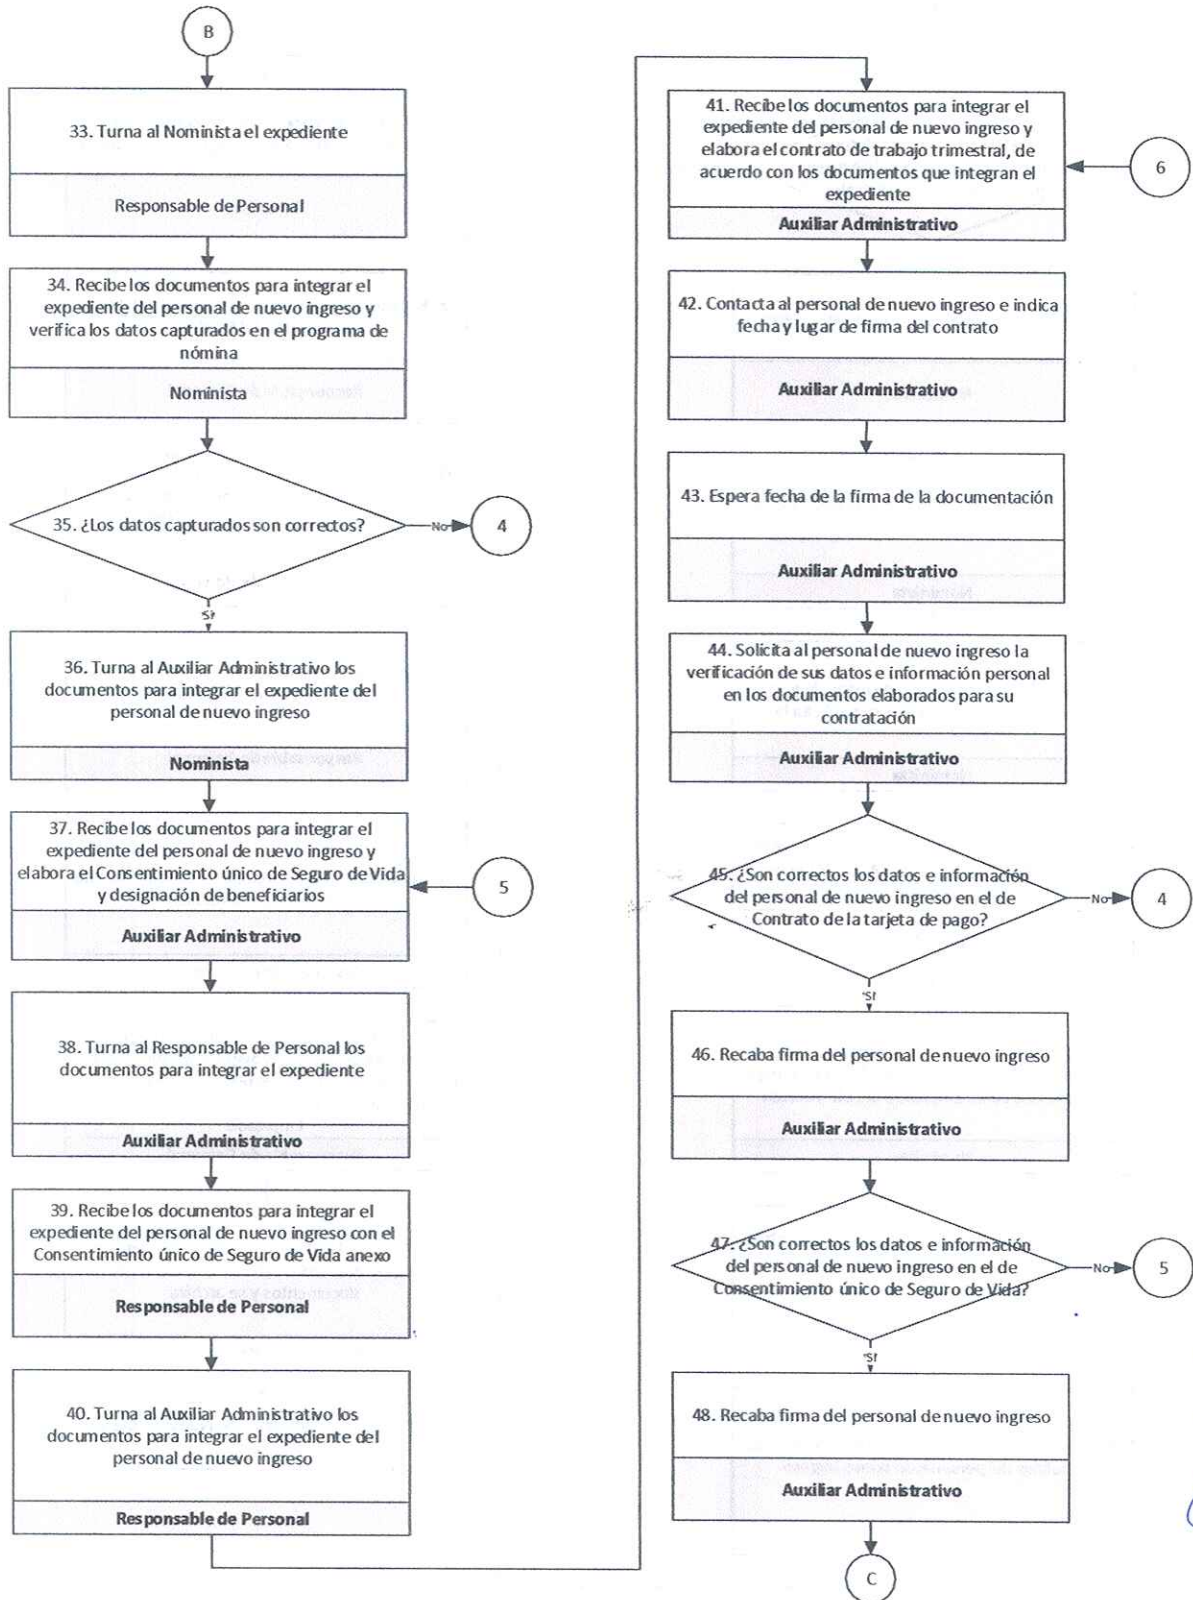 B
33. Turna al Nominista el expediente
Responsable de Personal
34. Recibe los documentos para integrar el
expediente del personal de nuevo ingreso y
verifica los datos capturados en el programa de
nómina
Nominista
35. ¿Los datos capturados son correctos?
No
4
Sí
36. Turna al Auxiliar Administrativo los
documentos para integrar el expediente del
personal de nuevo ingreso
Nominista
37. Recibe los documentos para integrar el
expediente del personal de nuevo ingreso y
elabora el Consentimiento único de Seguro de Vida
y designación de beneficiarios
5
Auxiliar Administrativo
38. Turna al Responsable de Personal los
documentos para integrar el expediente
Auxiliar Administrativo
39. Recibe los documentos para integrar el
expediente del personal de nuevo ingreso con el
Consentimiento único de Seguro de Vida anexo
Responsable de Personal
40. Turna al Auxiliar Administrativo los
documentos para integrar el expediente del
personal de nuevo ingreso
Responsable de Personal
41. Recibe los documentos para integrar el
expediente del personal de nuevo ingreso y
elabora el contrato de trabajo trimestral, de
acuerdo con los documentos que integran el
expediente
6
Auxiliar Administrativo
42. Contacta al personal de nuevo ingreso e indica
fecha y lugar de firma del contrato
Auxiliar Administrativo
43. Espera fecha de la firma de la documentación
Auxiliar Administrativo
44. Solicita al personal de nuevo ingreso la
verificación de sus datos e información personal
en los documentos elaborados para su
contratación
Auxiliar Administrativo
45. ¿Son correctos los datos e información
del personal de nuevo ingreso en el de
Contrato de la tarjeta de pago?
No
4
Sí
46. Recaba firma del personal de nuevo ingreso
Auxiliar Administrativo
47. ¿Son correctos los datos e información
del personal de nuevo ingreso en el de
Consentimiento único de Seguro de Vida?
No
5
Sí
48. Recaba firma del personal de nuevo ingreso
Auxiliar Administrativo
C